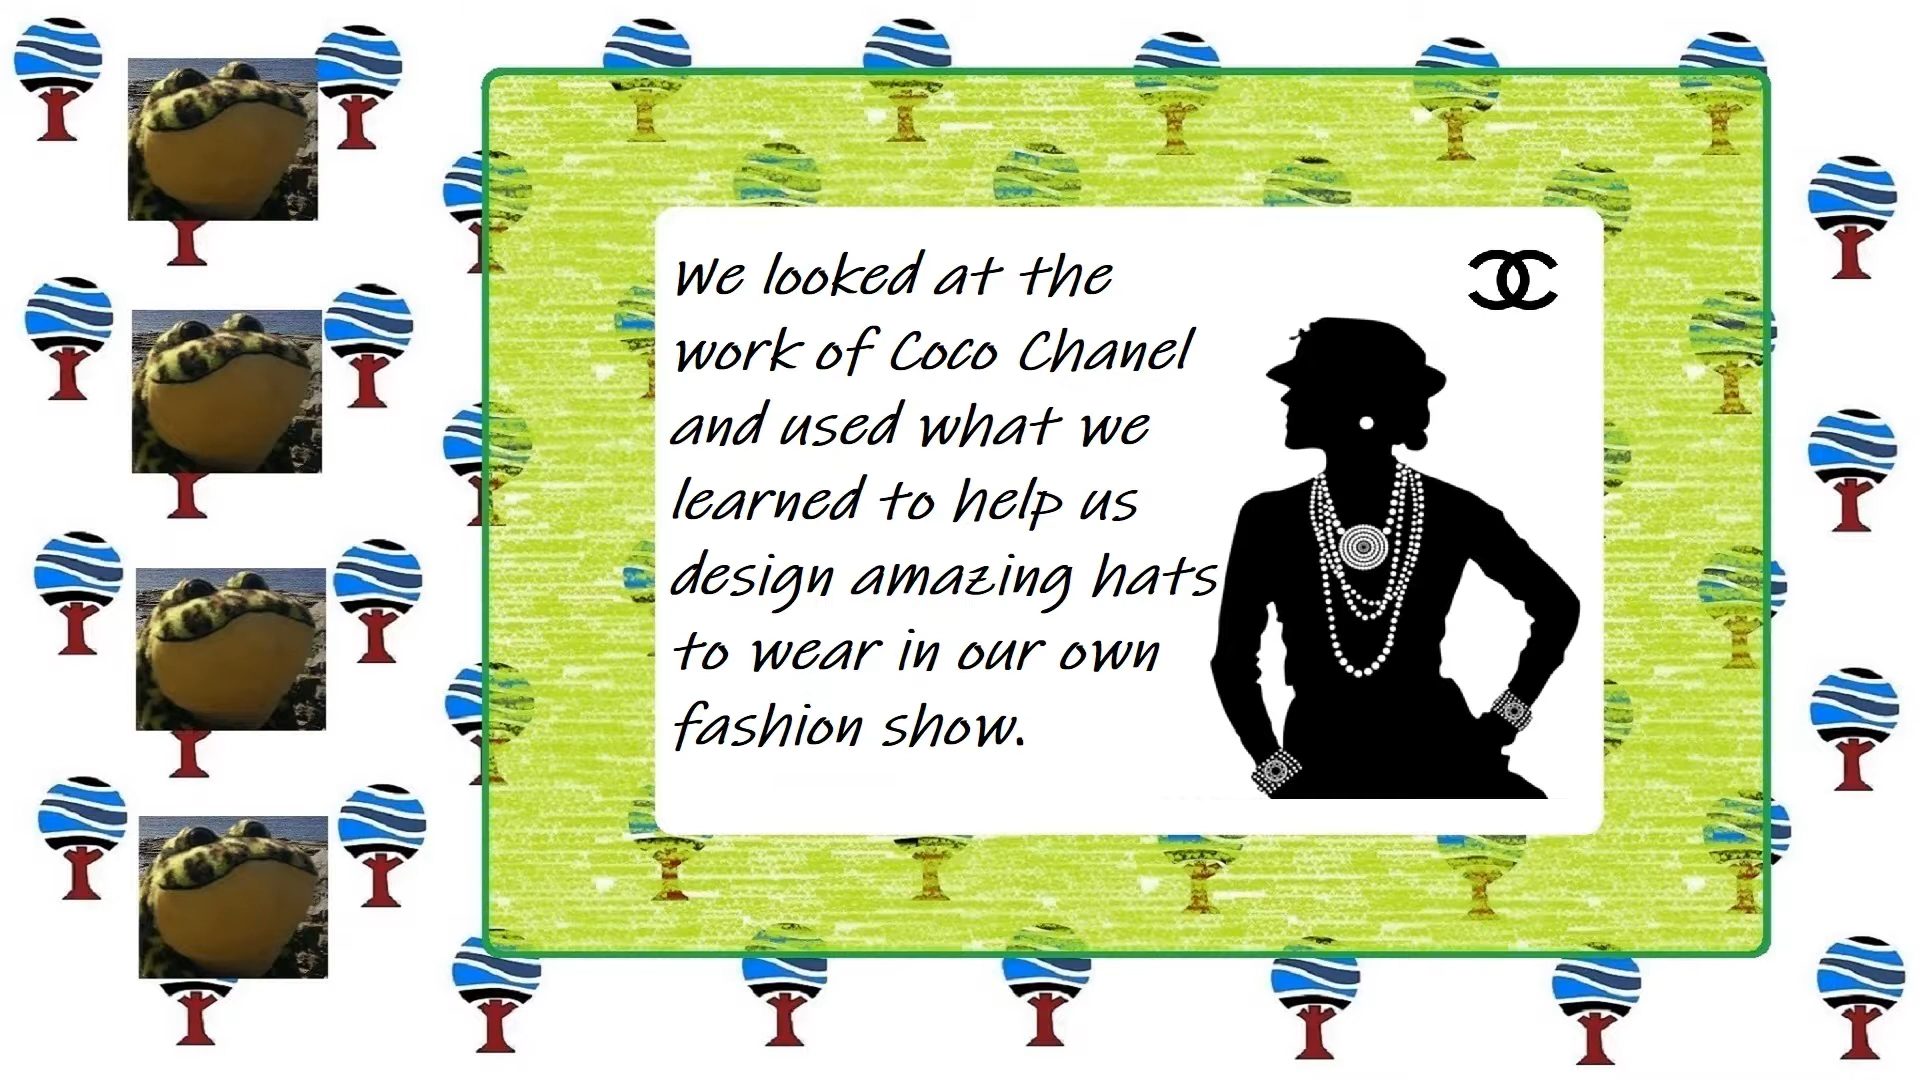 We looked at the
work of Coco Chanel
and used what we
learned to help us
design amazing hats
to wear in our own
fashion show.